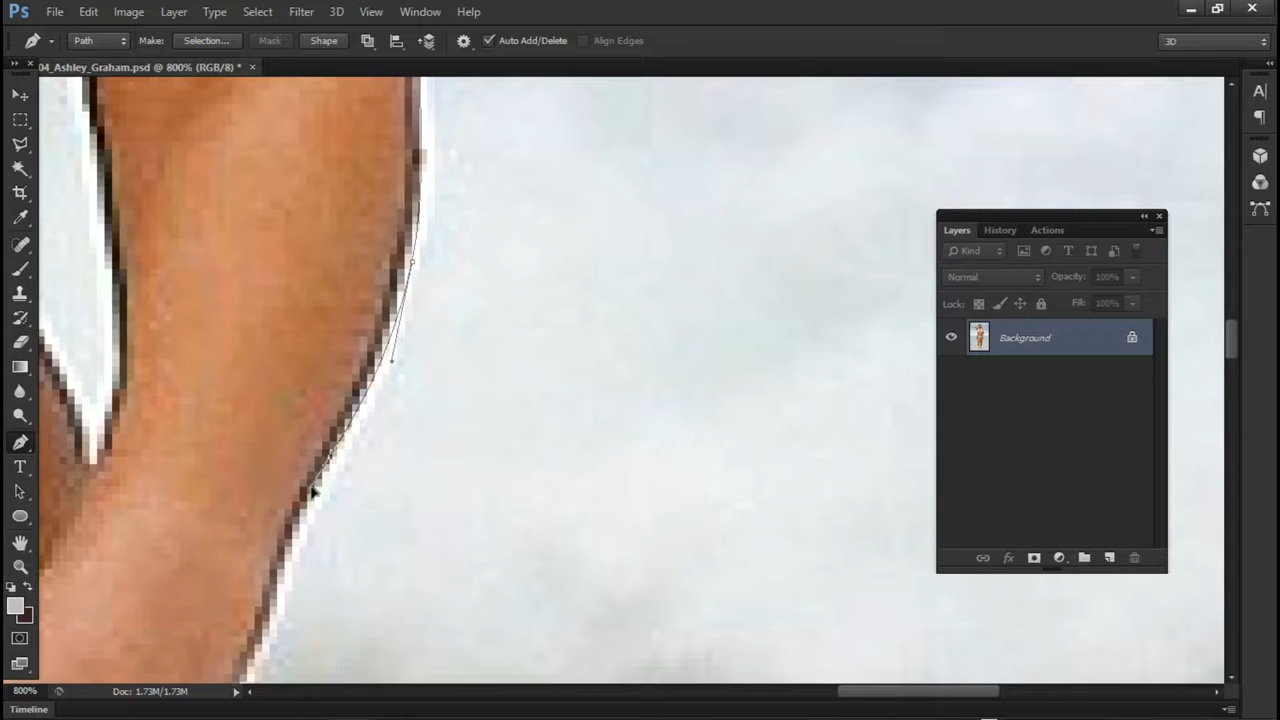 Ps File Edit Image Layer Type Select Filter 3D View Window Help
Path Make: Selection... Mask Shape Auto Add/Delete Align Edges 3D
04_Ashley_Graham.psd @ 800% (RGB/8) *
Layers History Actions
Kind
Normal Opacity: 100%
Lock: Fill: 100%
Background
800% Doc: 1.73M/1.73M
Timeline